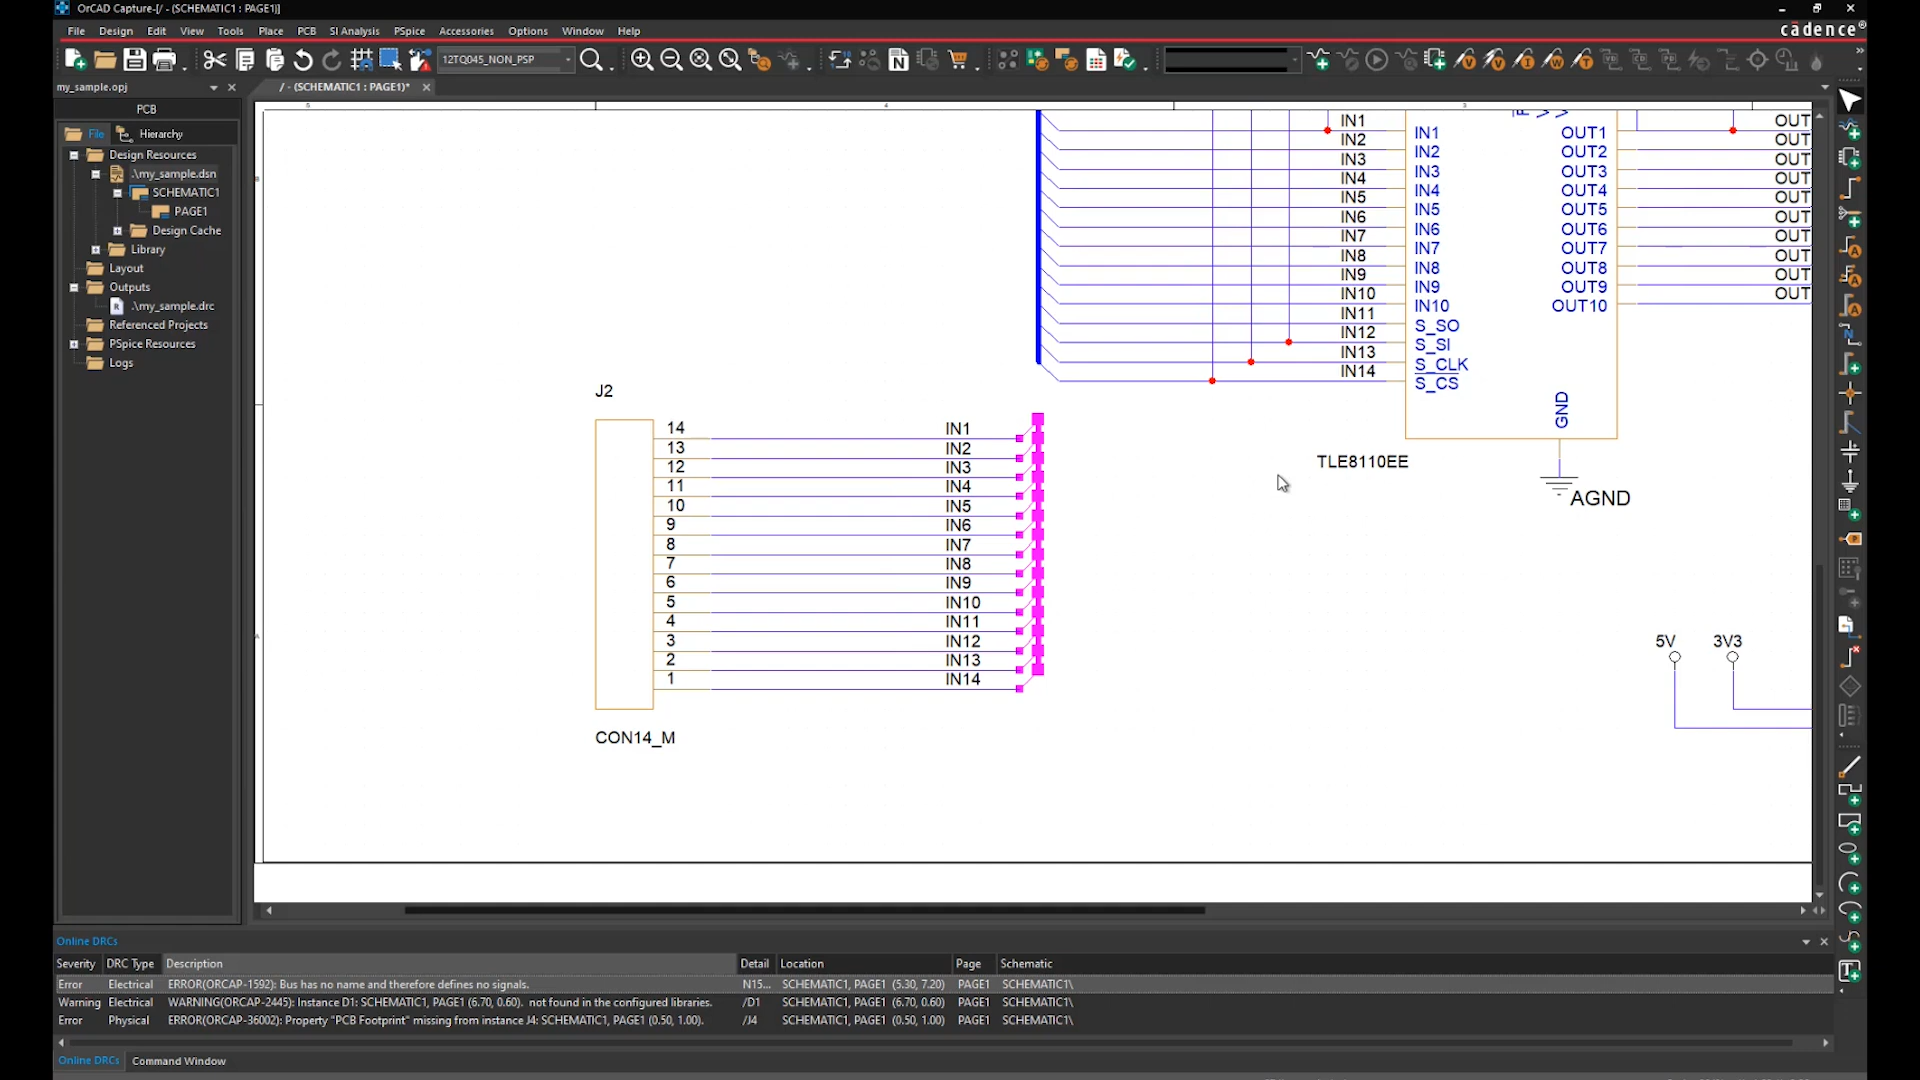 OrCAD Capture-[/ - (SCHEMATIC1 : PAGE1)]
File Design Edit View Tools Place PCB SI Analysis PSpice Accessories Options Window Help
cādence®
12TQ045_NON_PSP
my_sample.opj
/ - (SCHEMATIC1 : PAGE1)*
PCB
File Hierarchy
Design Resources
.\my_sample.dsn
SCHEMATIC1
PAGE1
Design Cache
Library
Layout
Outputs
.\my_sample.drc
Referenced Projects
PSpice Resources
Logs
5 4 3
IN1 IN1 OUT1 OUT
IN2 IN2 OUT2 OUT
IN3 IN3 OUT3 OUT
IN4 IN4 OUT4 OUT
IN5 IN5 OUT5 OUT
IN6 IN6 OUT6 OUT
IN7 IN7 OUT7 OUT
IN8 IN8 OUT8 OUT
IN9 IN9 OUT9 OUT
IN10 IN10 OUT10 OUT
IN11 S_SO
IN12 S_SI
IN13 S_CLK
IN14 S_CS
GND
TLE8110EE
AGND
J2
14 IN1
13 IN2
12 IN3
11 IN4
10 IN5
9 IN6
8 IN7
7 IN8
6 IN9
5 IN10
4 IN11
3 IN12
2 IN13
1 IN14
CON14_M
5V 3V3
Online DRCs
Severity DRC Type Description Detail Location Page Schematic
Error Electrical ERROR(ORCAP-1592): Bus has no name and therefore defines no signals. N15... SCHEMATIC1, PAGE1 (5.30, 7.20) PAGE1 SCHEMATIC1\
Warning Electrical WARNING(ORCAP-2445): Instance D1: SCHEMATIC1, PAGE1 (6.70, 0.60). not found in the configured libraries. /D1 SCHEMATIC1, PAGE1 (6.70, 0.60) PAGE1 SCHEMATIC1\
Error Physical ERROR(ORCAP-36002): Property "PCB Footprint" missing from instance J4: SCHEMATIC1, PAGE1 (0.50, 1.00). /J4 SCHEMATIC1, PAGE1 (0.50, 1.00) PAGE1 SCHEMATIC1\
Online DRCs Command Window